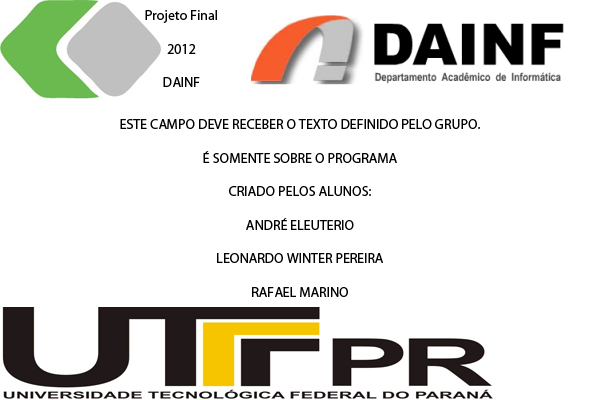 Projeto Final
2012
DAINF
DAINF
Departamento Acadêmico de Informática
ESTE CAMPO DEVE RECEBER O TEXTO DEFINIDO PELO GRUPO.
É SOMENTE SOBRE O PROGRAMA
CRIADO PELOS ALUNOS:
ANDRÉ ELEUTERIO
LEONARDO WINTER PEREIRA
RAFAEL MARINO
UTFPR
UNIVERSIDADE TECNOLÓGICA FEDERAL DO PARANÁ